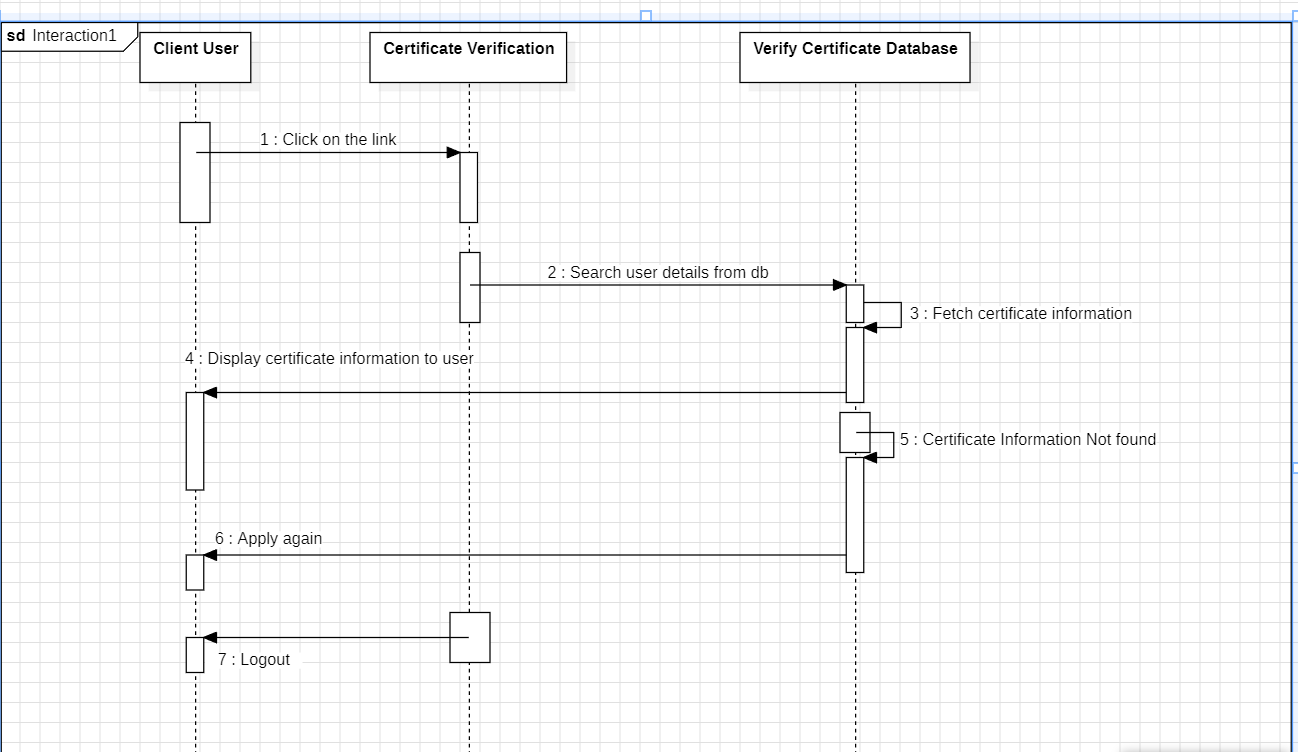 sd Interaction1
Client User
Certificate Verification
Verify Certificate Database
1 : Click on the link
2 : Search user details from db
3 : Fetch certificate information
4 : Display certificate information to user
5 : Certificate Information Not found
6 : Apply again
7 : Logout